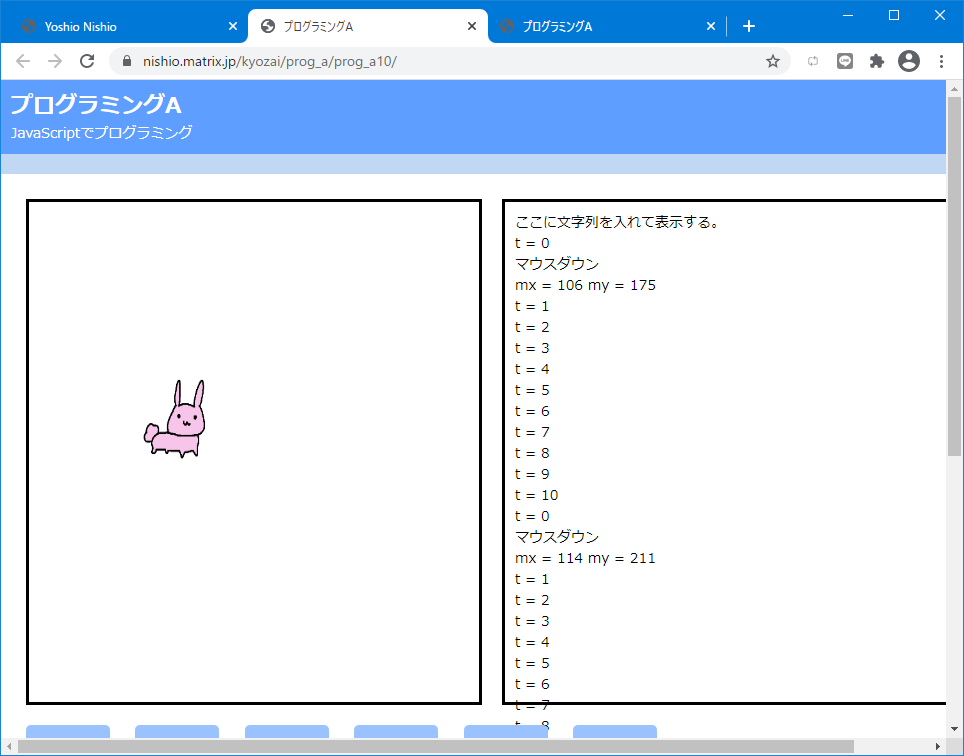 Yoshio Nishio
プログラミングA
プログラミングA
nishio.matrix.jp/kyozai/prog_a/prog_a10/
プログラミングA
JavaScriptでプログラミング
ここに文字列を入れて表示する。
t = 0
マウスダウン
mx = 106 my = 175
t = 1
t = 2
t = 3
t = 4
t = 5
t = 6
t = 7
t = 8
t = 9
t = 10
t = 0
マウスダウン
mx = 114 my = 211
t = 1
t = 2
t = 3
t = 4
t = 5
t = 6
t = 7
t = 8